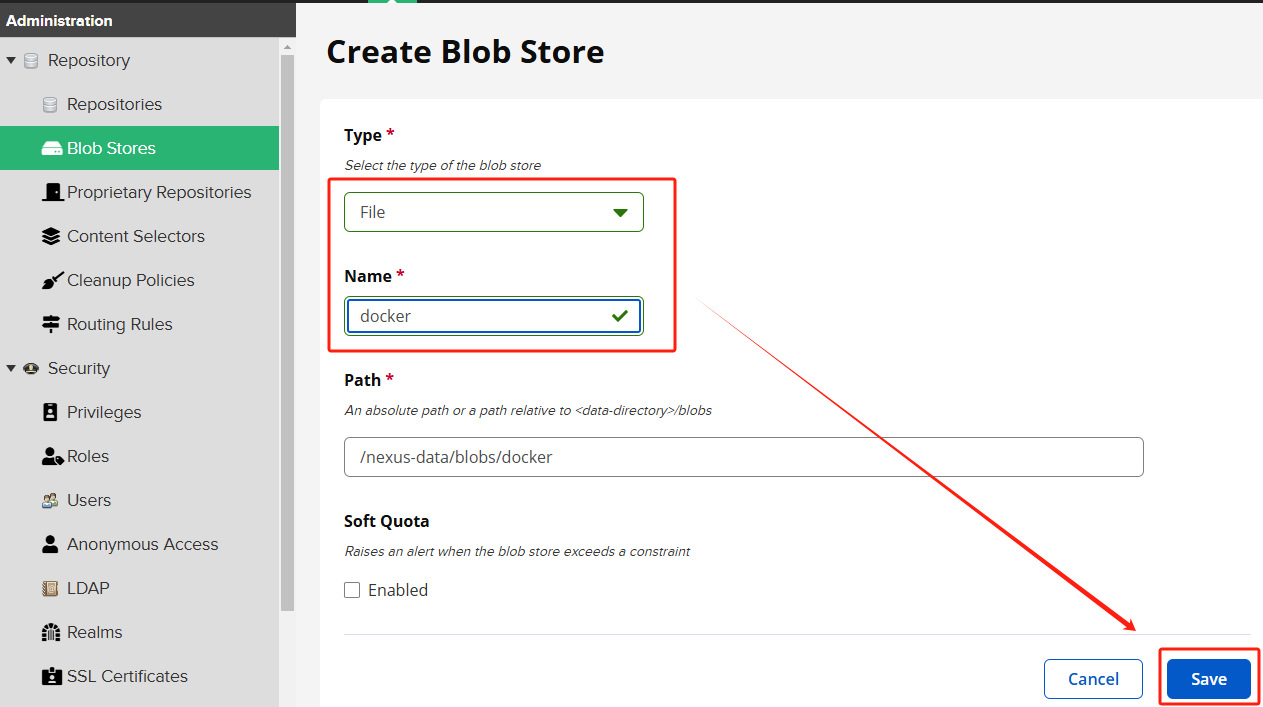 Administration
Repository
Repositories
Blob Stores
Proprietary Repositories
Content Selectors
Cleanup Policies
Routing Rules
Security
Privileges
Roles
Users
Anonymous Access
LDAP
Realms
SSL Certificates
Create Blob Store
Type *
Select the type of the blob store
File
Name *
docker
Path *
An absolute path or a path relative to <data-directory>/blobs
/nexus-data/blobs/docker
Soft Quota
Raises an alert when the blob store exceeds a constraint
Enabled
Cancel Save